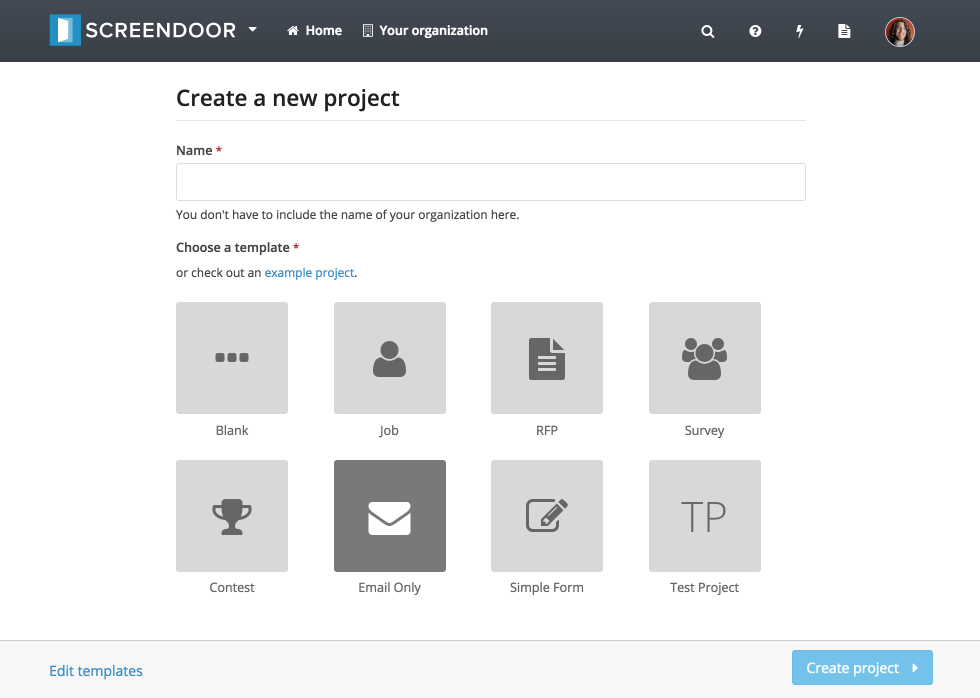 SCREENDOOR Home Your organization
Create a new project
Name *
You don't have to include the name of your organization here.
Choose a template *
or check out an example project.
Blank Job RFP Survey
TP
Contest Email Only Simple Form Test Project
Edit templates Create project